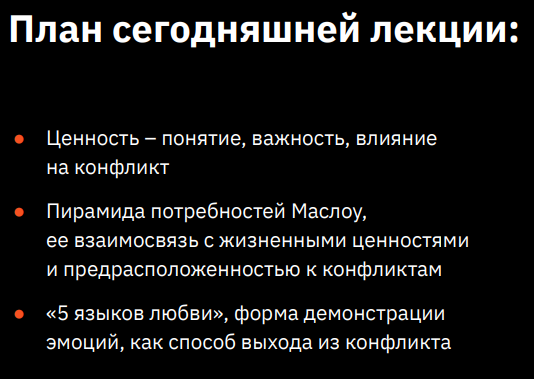 План сегодняшней лекции:
● Ценность – понятие, важность, влияние
на конфликт
● Пирамида потребностей Маслоу,
ее взаимосвязь с жизненными ценностями
и предрасположенностью к конфликтам
● «5 языков любви», форма демонстрации
эмоций, как способ выхода из конфликта